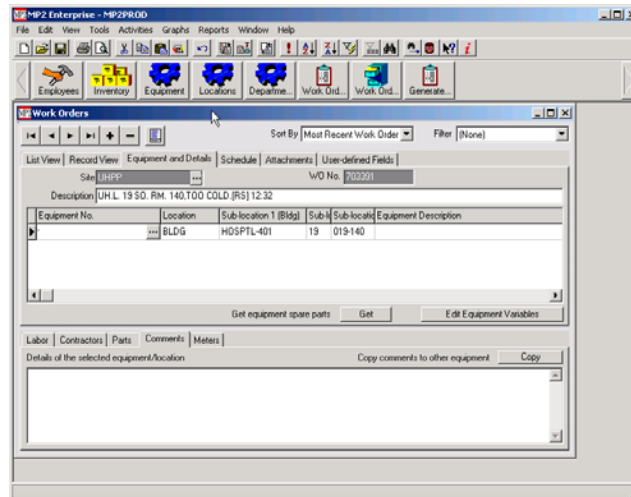 MP2 Enterprise - MP2PROD
File Edit View Tools Activities Graphs Reports Window Help
Employees Inventory Equipment Locations Departme... Work Ord... Work Ord... Generate...
Work Orders
Sort By Most Recent Work Order Filter (None)
List View Record View Equipment and Details Schedule Attachments User-defined Fields
Site UHPP ... WO No. 703391
Description UH.L. 19 SO. RM. 140,TOO COLD.[RS] 12:32
Equipment No. Location Sub-location 1 (Bldg) Sub-l Sub-locatio Equipment Description
... BLDG HOSPTL-401 19 019-140
Get equipment spare parts Get Edit Equipment Variables
Labor Contractors Parts Comments Meters
Details of the selected equipment/location Copy comments to other equipment Copy